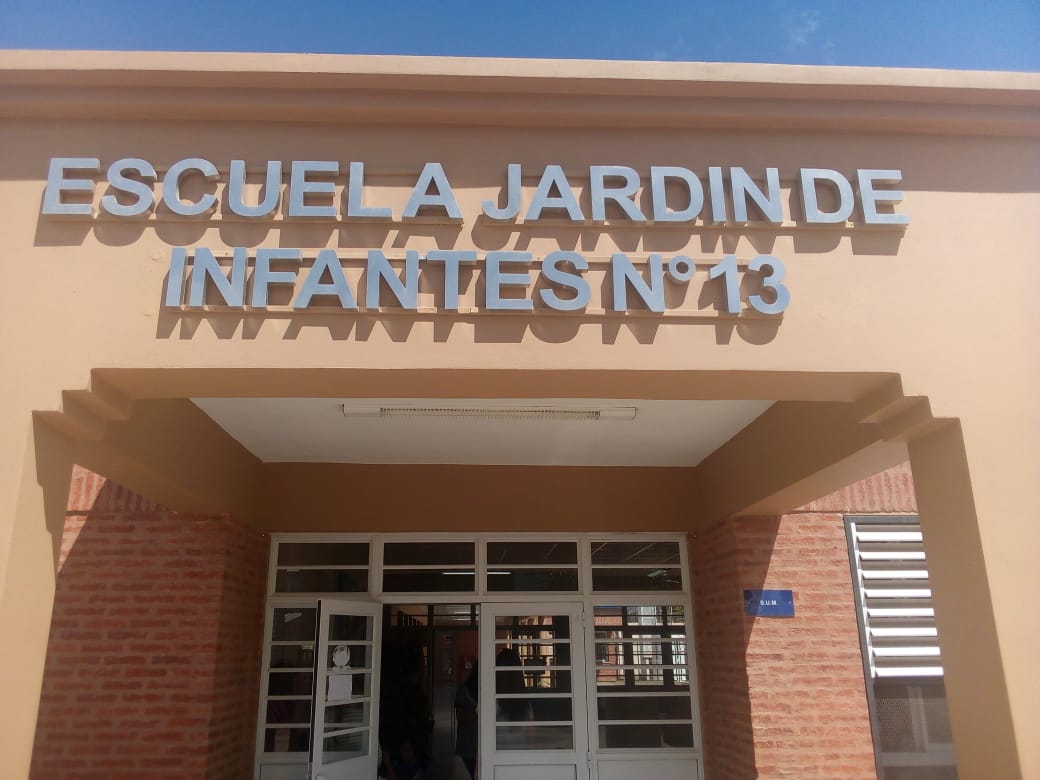 ESCUELA JARDIN DE
INFANTES N° 13
S.U.M.